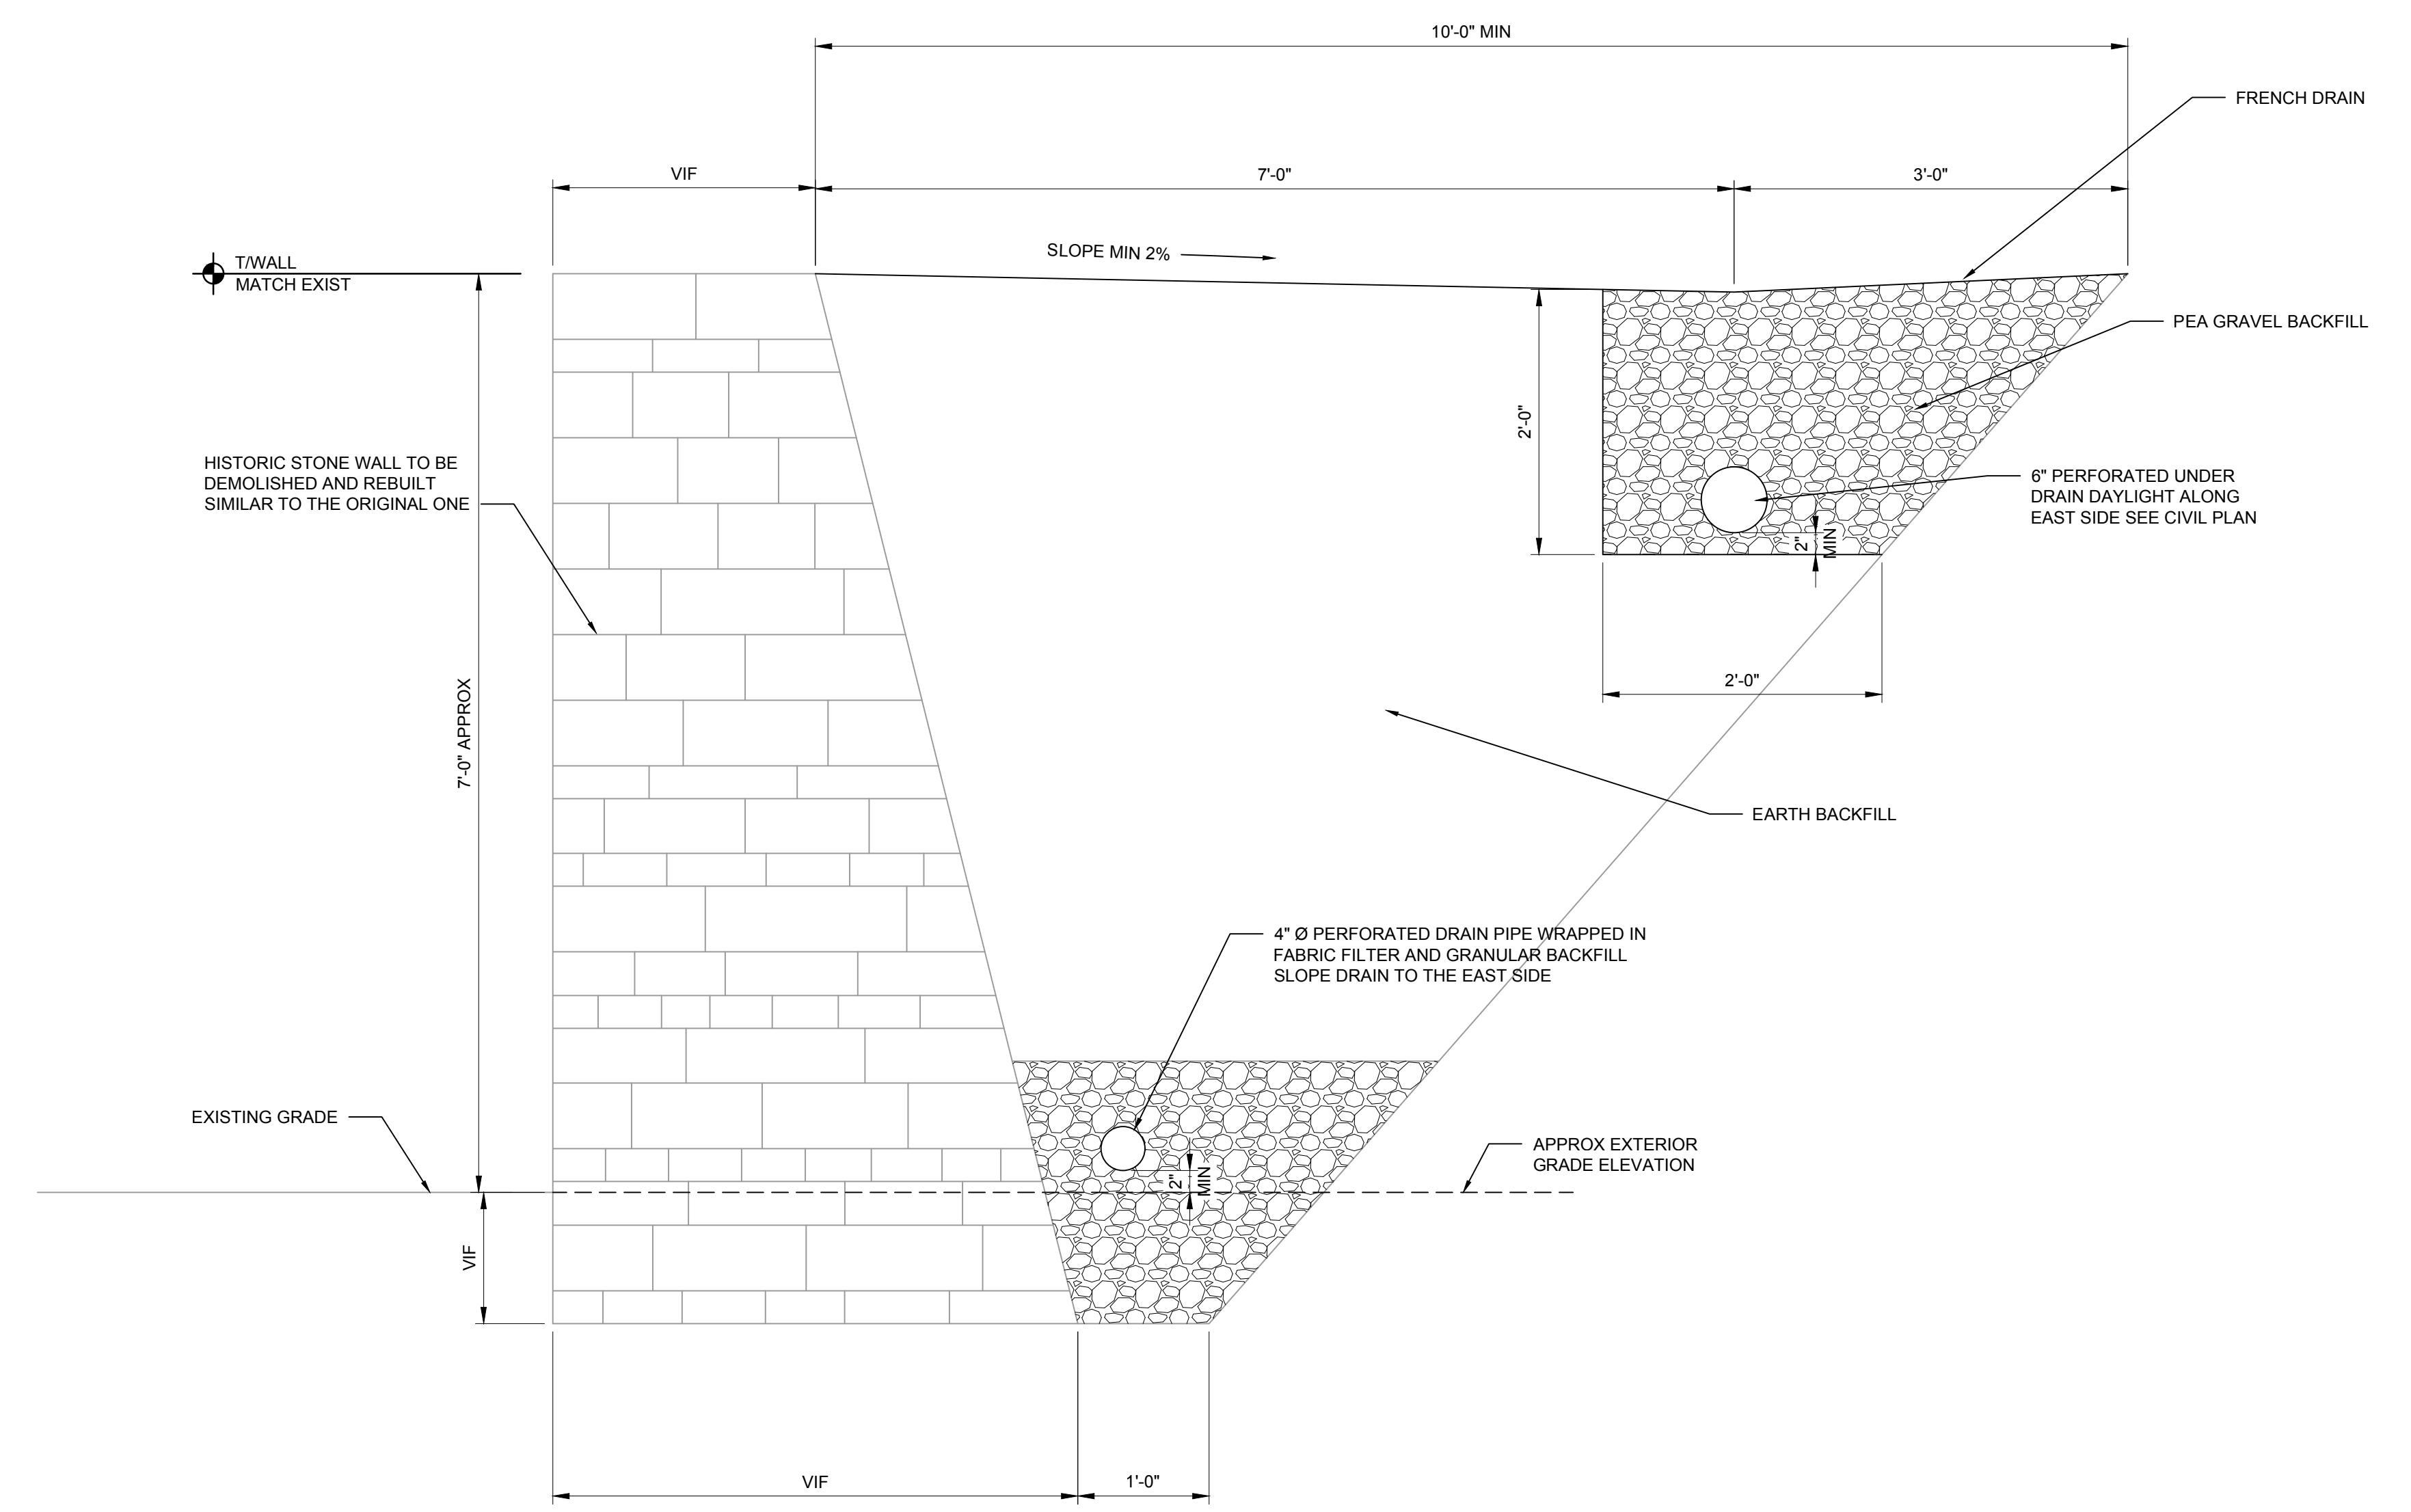 10'-0" MIN
FRENCH DRAIN
VIF
7'-0"
3'-0"
SLOPE MIN 2%
T/WALL
MATCH EXIST
PEA GRAVEL BACKFILL
2'-0"
HISTORIC STONE WALL TO BE
DEMOLISHED AND REBUILT
SIMILAR TO THE ORIGINAL ONE
6" PERFORATED UNDER
DRAIN DAYLIGHT ALONG
EAST SIDE SEE CIVIL PLAN
2"
MIN
2'-0"
7'-0" APPROX
EARTH BACKFILL
4" Ø PERFORATED DRAIN PIPE WRAPPED IN
FABRIC FILTER AND GRANULAR BACKFILL
SLOPE DRAIN TO THE EAST SIDE
EXISTING GRADE
APPROX EXTERIOR
GRADE ELEVATION
2"
MIN
VIF
VIF
1'-0"